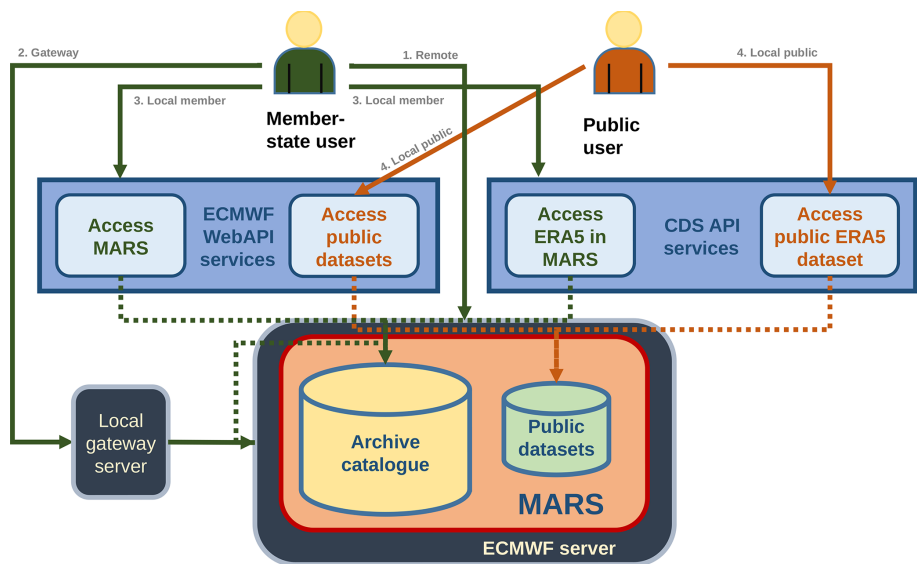 2. Gateway
1. Remote
4. Local public
3. Local member
3. Local member
Member-
state user
Public
user
4. Local public
Access
MARS
ECMWF
WebAPI
services
Access
public
datasets
Access
ERA5 in
MARS
CDS API
services
Access
public ERA5
dataset
Local
gateway
server
Archive
catalogue
Public
datasets
MARS
ECMWF server